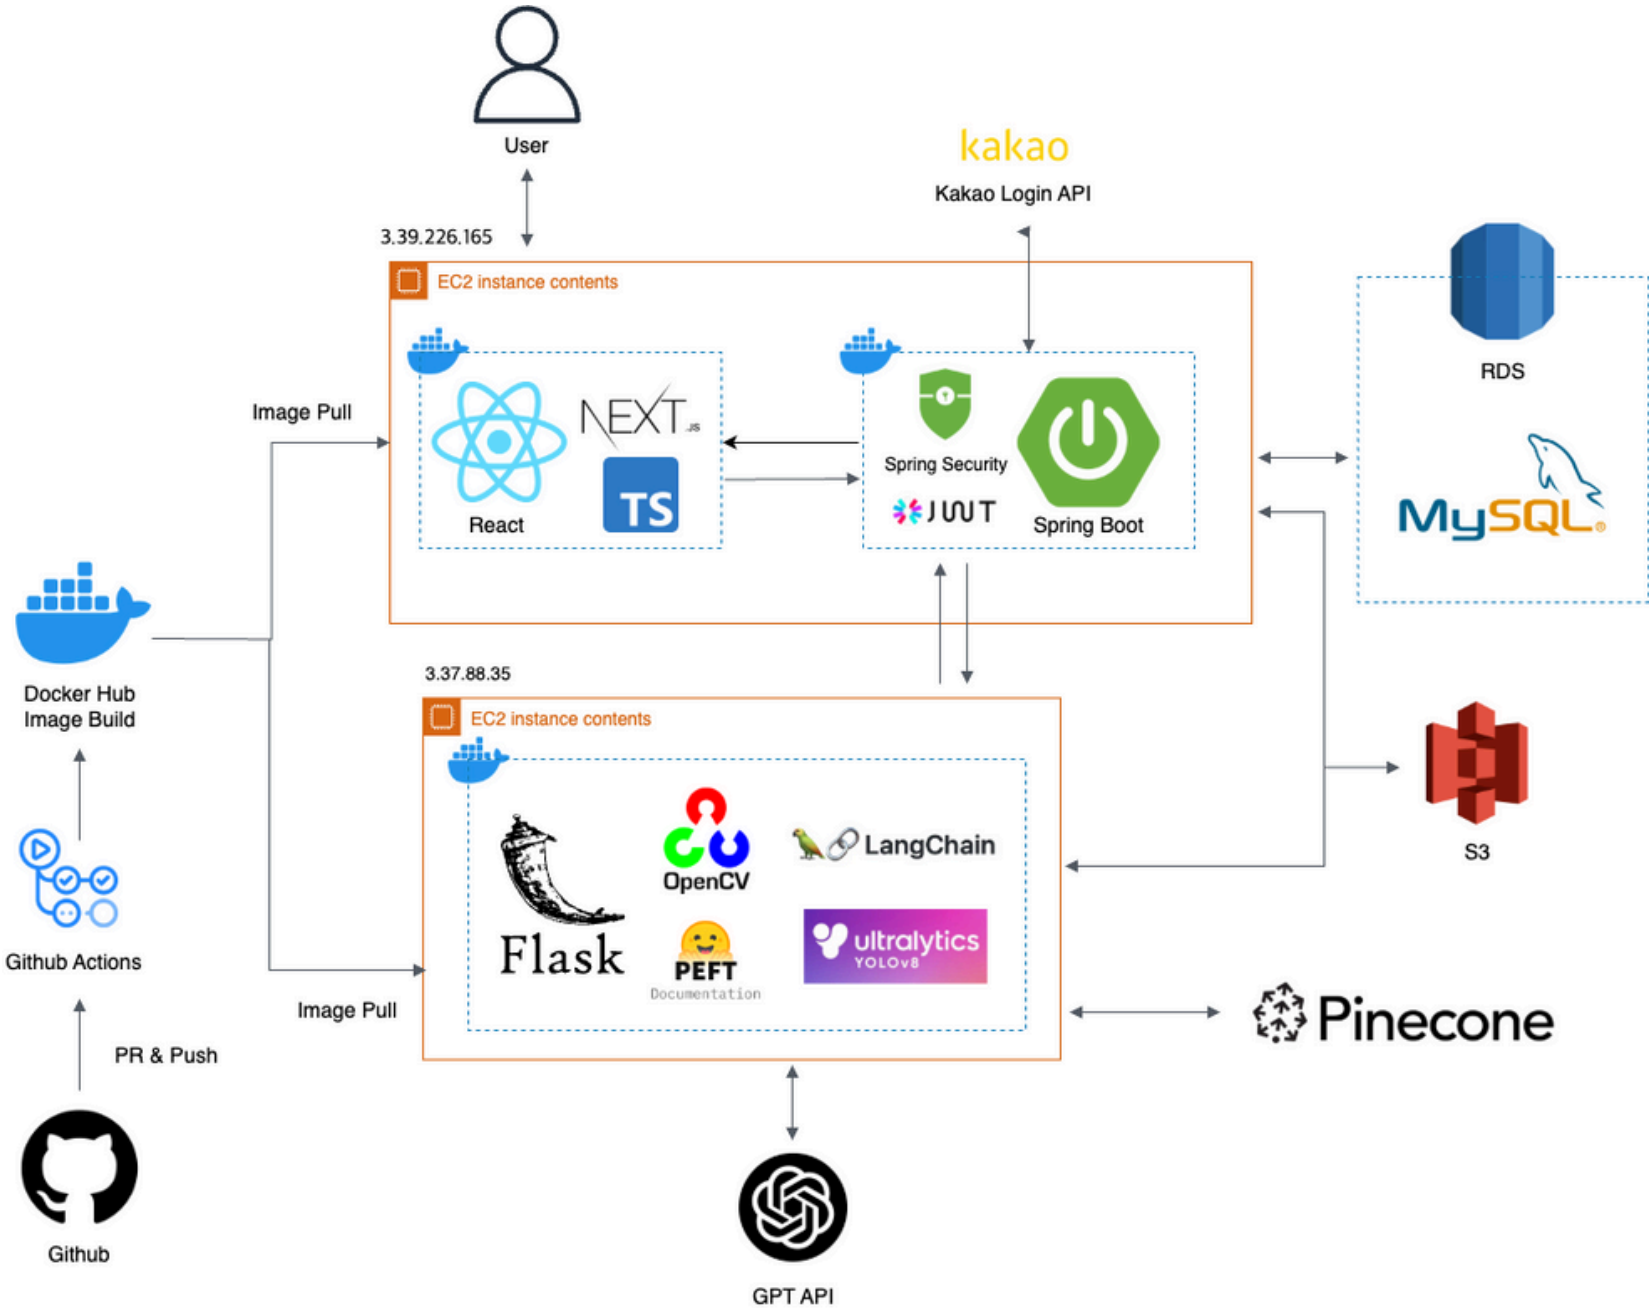 User
kakao
Kakao Login API
3.39.226.165
EC2 instance contents
RDS
Image Pull
NEXT.JS
TS
React
Spring Security
JWT
Spring Boot
MySQL®
Docker Hub
Image Build
3.37.88.35
EC2 instance contents
OpenCV
LangChain
Flask
PEFT
Documentation
ultralytics
YOLOv8
S3
Github Actions
Image Pull
Pinecone
PR & Push
Github
GPT API